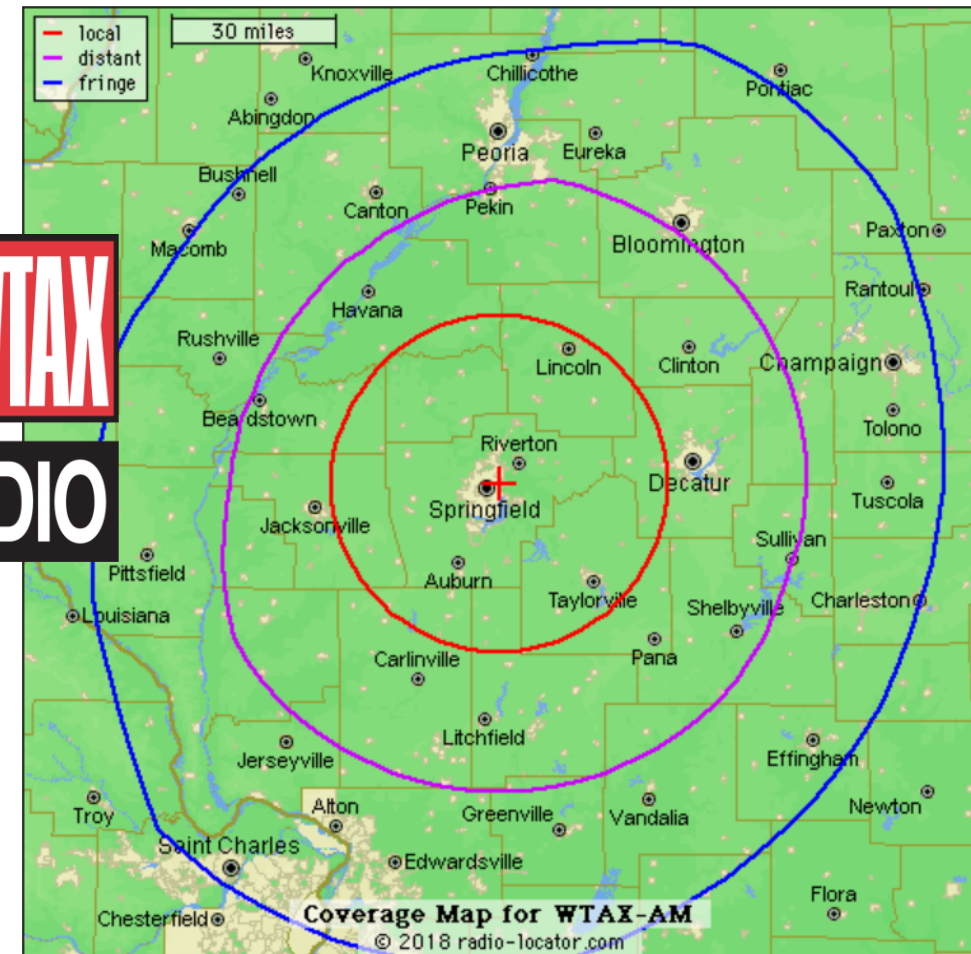 local
30 miles
distant
fringe
Knoxville
Chillicothe
Pontiac
Abingdon
Peoria
Eureka
Bushnell
Canton
Pekin
Macomb
Bloomington
Paxton
TAX
Havana
Rantoul
Rushville
Lincoln
Clinton
Champaign
Beardstown
Tolono
Riverton
Decatur
DIO
Springfield
Tuscola
Jacksonville
Sullivan
Pittsfield
Auburn
Taylorville
Shelbyville
Charleston
Louisiana
Carlinville
Pana
Litchfield
Jerseyville
Effingham
Troy
Alton
Greenville
Vandalia
Newton
Saint Charles
Edwardsville
Flora
Chesterfield
Coverage Map for WTAX-AM
© 2018 radio-locator.com